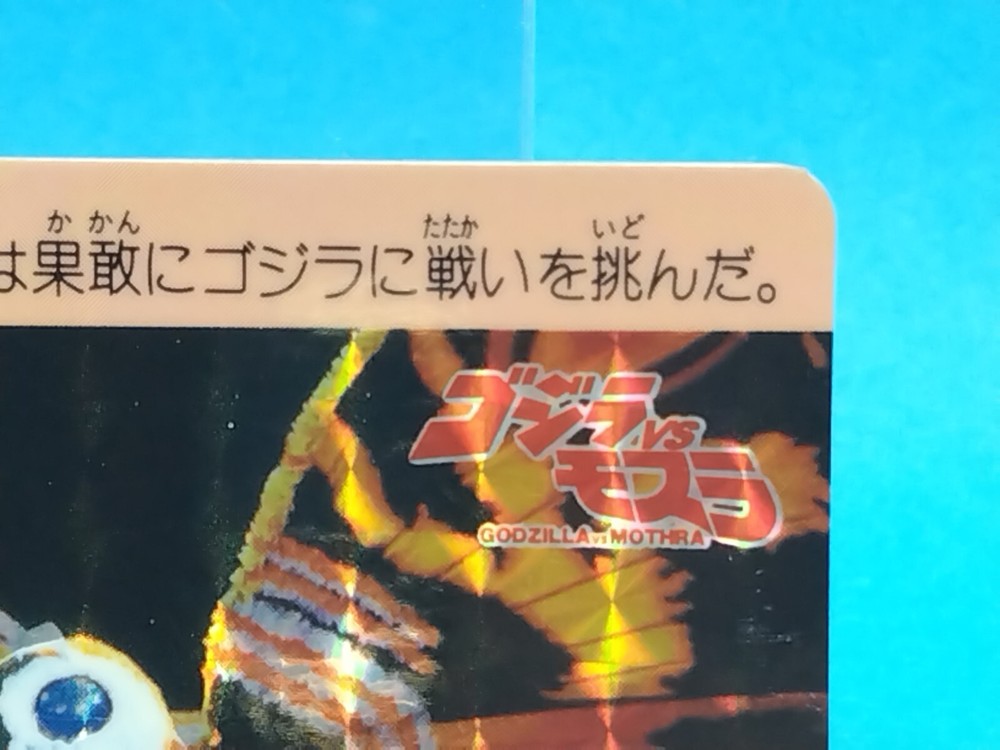 か かん たたか いど
は果敢にゴジラに戦いを挑んだ。
ゴジラVS
モスラ
GODZILLA VS MOTHRA